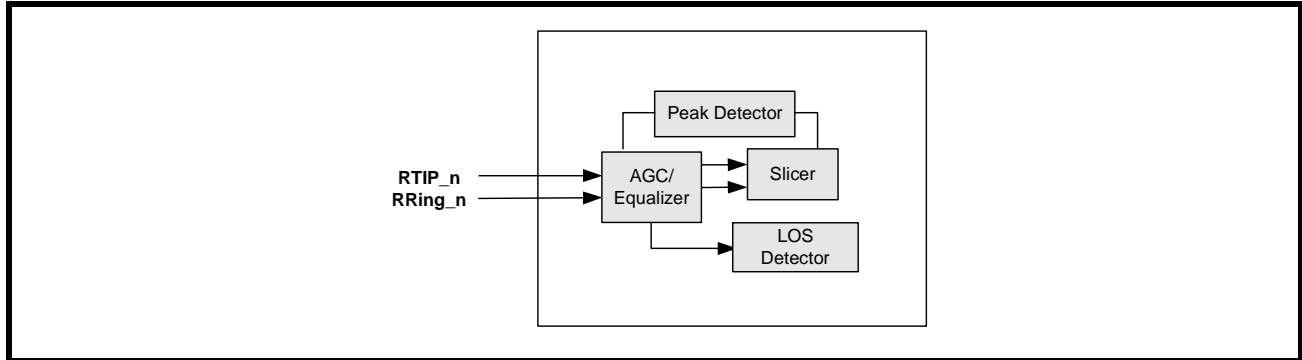 Peak Detector
RTIP_n
RRing_n
AGC/
Equalizer
Slicer
LOS
Detector